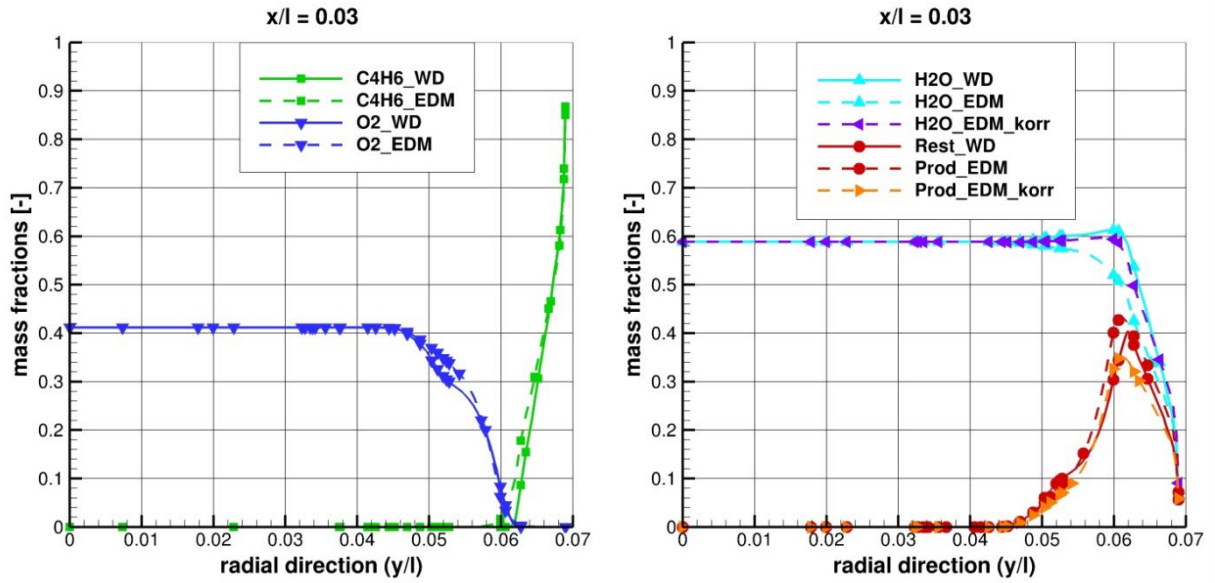 x/l = 0.03
mass fractions [-]
1
0.9
0.8
0.7
0.6
0.5
0.4
0.3
0.2
0.1
0
C4H6_WD
C4H6_EDM
O2_WD
O2_EDM
0 0.01 0.02 0.03 0.04 0.05 0.06 0.07
radial direction (y/l)
x/l = 0.03
mass fractions [-]
1
0.9
0.8
0.7
0.6
0.5
0.4
0.3
0.2
0.1
0
H2O_WD
H2O_EDM
H2O_EDM_korr
Rest_WD
Prod_EDM
Prod_EDM_korr
0 0.01 0.02 0.03 0.04 0.05 0.06 0.07
radial direction (y/l)